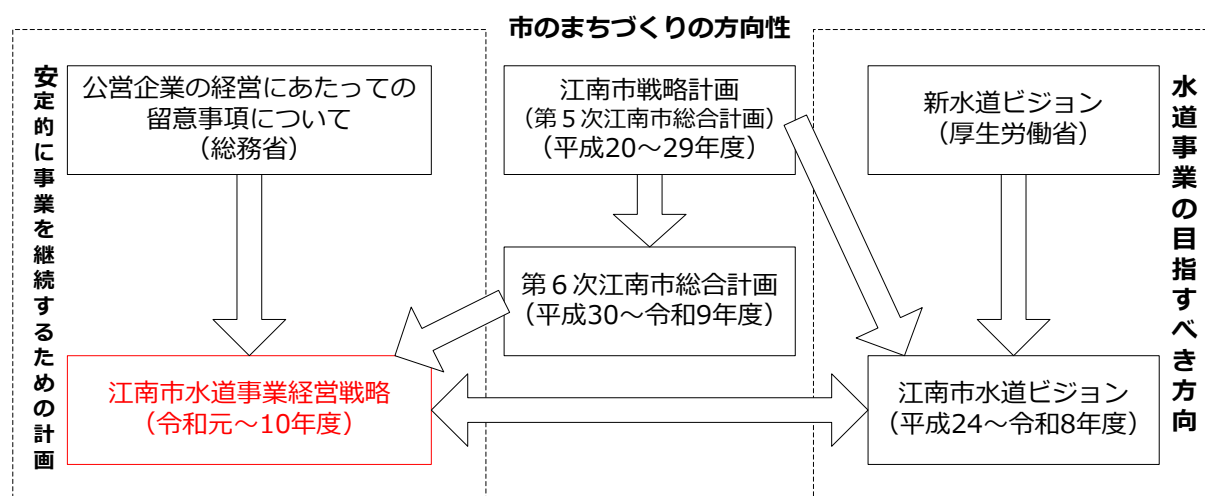 市のまちづくりの方向性
安定的に事業を継続するための計画
公営企業の経営にあたっての
留意事項について
（総務省）
江南市戦略計画
（第５次江南市総合計画）
（平成20～29年度）
新水道ビジョン
（厚生労働省）
水道事業の目指すべき方向
第６次江南市総合計画
（平成30～令和9年度）
江南市水道事業経営戦略
（令和元～10年度）
江南市水道ビジョン
（平成24～令和8年度）